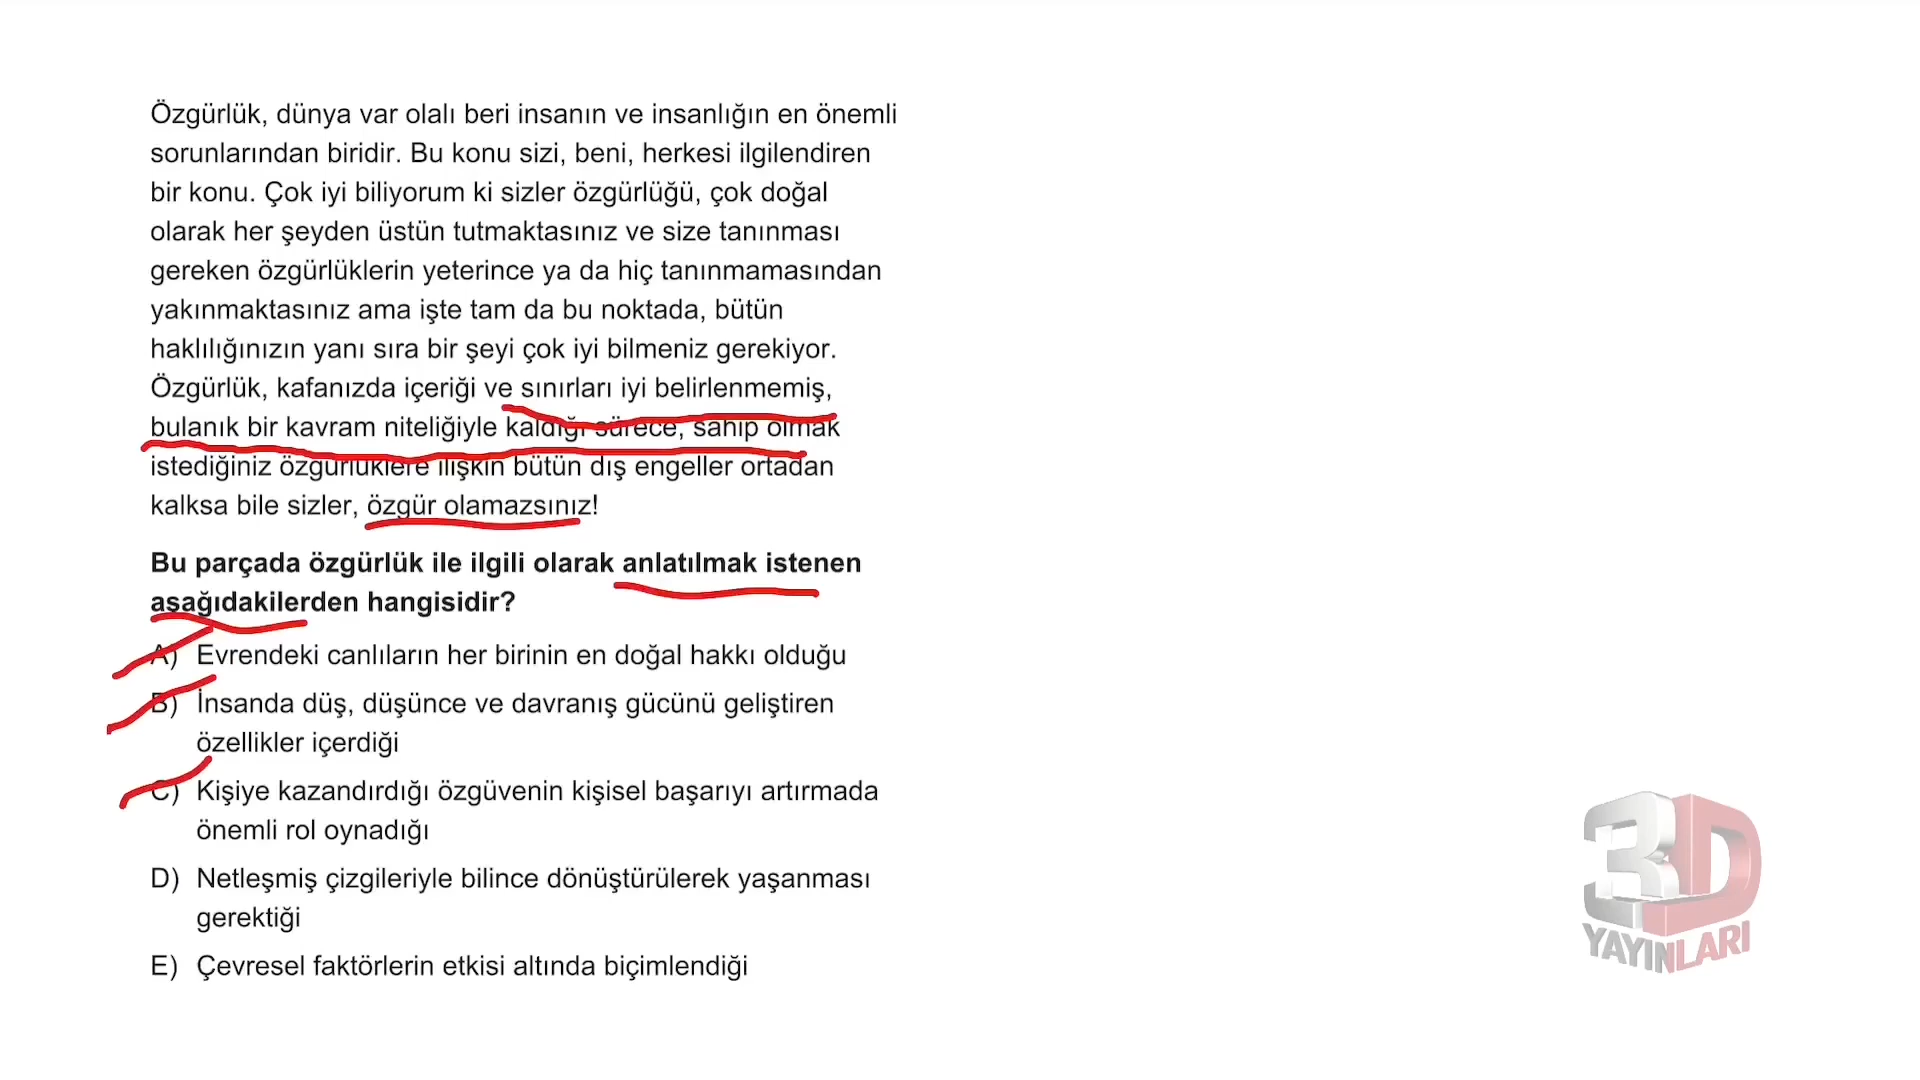 Özgürlük, dünya var olalı beri insanın ve insanlığın en önemli
sorunlarından biridir. Bu konu sizi, beni, herkesi ilgilendiren
bir konu. Çok iyi biliyorum ki sizler özgürlüğü, çok doğal
olarak her şeyden üstün tutmaktasınız ve size tanınması
gereken özgürlüklerin yeterince ya da hiç tanınmamasından
yakınmaktasınız ama işte tam da bu noktada, bütün
haklılığınızın yanı sıra bir şeyi çok iyi bilmeniz gerekiyor.
Özgürlük, kafanızda içeriği ve sınırları iyi belirlenmemiş,
bulanık bir kavram niteliğiyle kaldığı sürece, sahip olmak
istediğiniz özgürlüklere ilişkin bütün dış engeller ortadan
kalksa bile sizler, özgür olamazsınız!
Bu parçada özgürlük ile ilgili olarak anlatılmak istenen
aşağıdakilerden hangisidir?
A) Evrendeki canlıların her birinin en doğal hakkı olduğu
B) İnsanda düş, düşünce ve davranış gücünü geliştiren
özellikler içerdiği
C) Kişiye kazandırdığı özgüvenin kişisel başarıyı artırmada
önemli rol oynadığı
D) Netleşmiş çizgileriyle bilince dönüştürülerek yaşanması
gerektiği
E) Çevresel faktörlerin etkisi altında biçimlendiği
3D
YAYINLARI